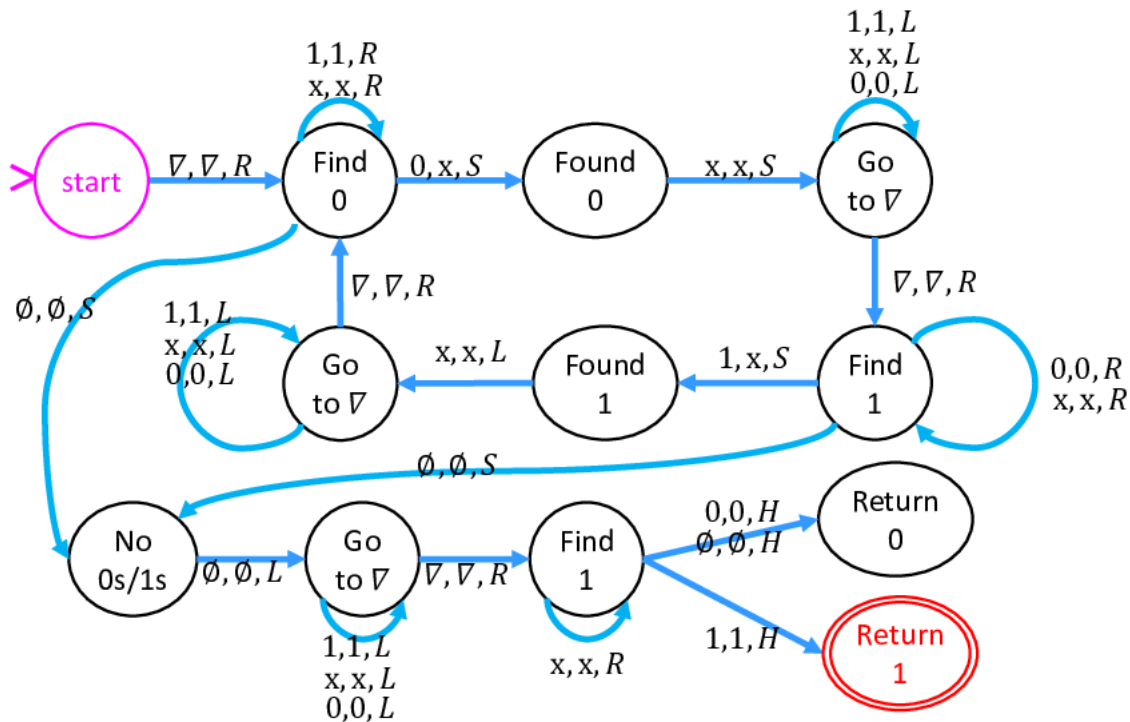 1,1, R
x, x, R
1,1, L
x, x, L
0,0, L
start
∇, ∇, R
Find
0
0, x, S
Found
0
x, x, S
Go
to ∇
∅, ∅, S
∇, ∇, R
∇, ∇, R
1,1, L
x, x, L
0,0, L
Go
to ∇
x, x, L
Found
1
1, x, S
Find
1
0,0, R
x, x, R
∅, ∅, S
No
0s/1s
∅, ∅, L
Go
to ∇
∇, ∇, R
Find
1
0,0, H
∅, ∅, H
Return
0
1,1, L
x, x, L
0,0, L
x, x, R
1,1, H
Return
1